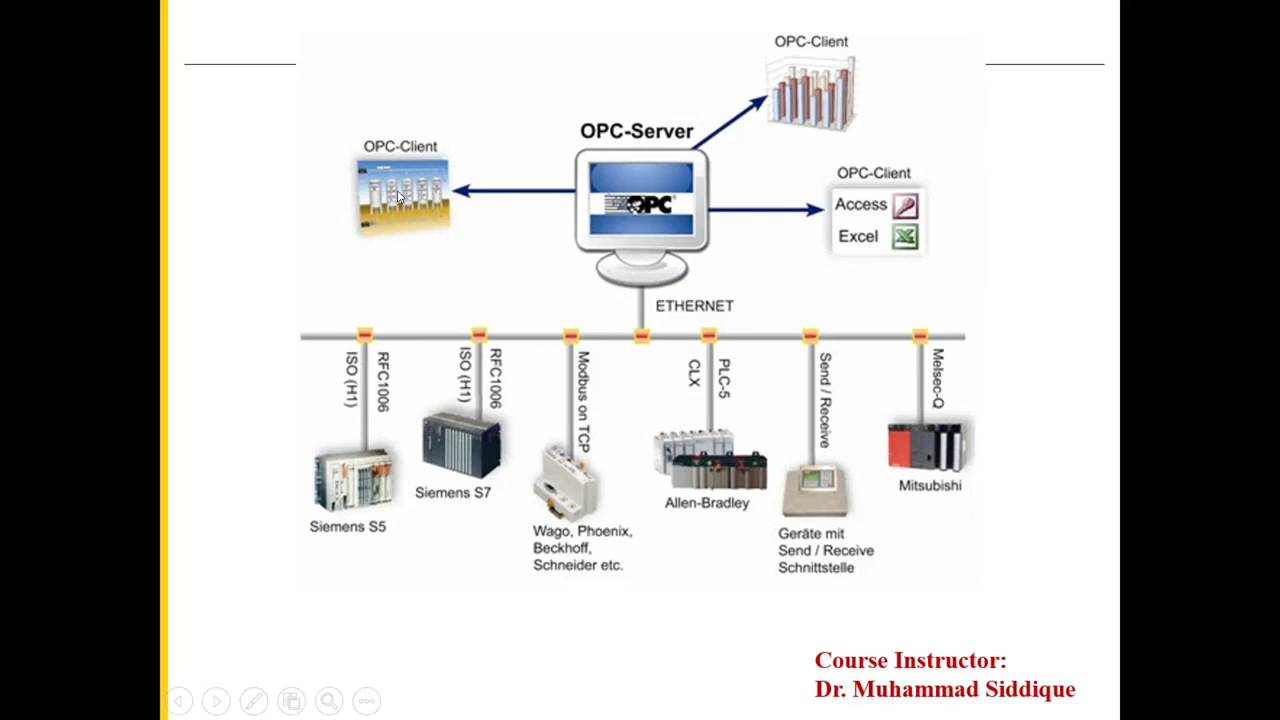 OPC-Client
OPC-Server
OPC-Client
OPC
OPC-Client
Access
Excel
ETHERNET
RFC1006
ISO (H1)
RFC1006
ISO (H1)
Modbus on TCP
PLC-5
CLX
Send / Receive
Melsec-Q
Siemens S5
Siemens S7
Wago, Phoenix,
Beckhoff,
Schneider etc.
Allen-Bradley
Geräte mit
Send / Receive
Schnittstelle
Mitsubishi
Course Instructor:
Dr. Muhammad Siddique